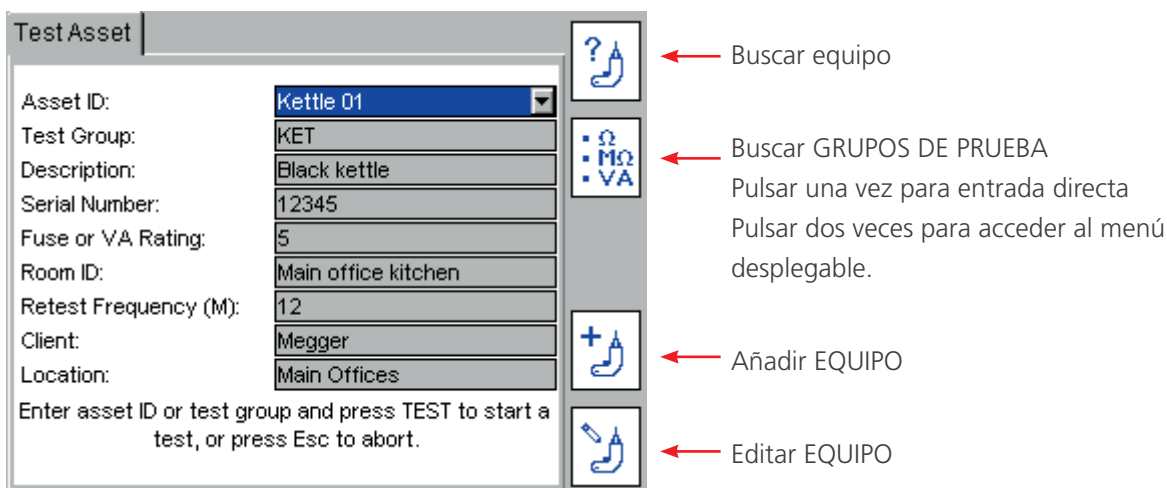 Test Asset
Asset ID: Kettle 01
Test Group: KET
Description: Black kettle
Serial Number: 12345
Fuse or VA Rating: 5
Room ID: Main office kitchen
Retest Frequency (M): 12
Client: Megger
Location: Main Offices
Enter asset ID or test group and press TEST to start a
test, or press Esc to abort.
?
Ω
MΩ
VA
+
Buscar equipo
Buscar GRUPOS DE PRUEBA
Pulsar una vez para entrada directa
Pulsar dos veces para acceder al menú
desplegable.
Añadir EQUIPO
Editar EQUIPO